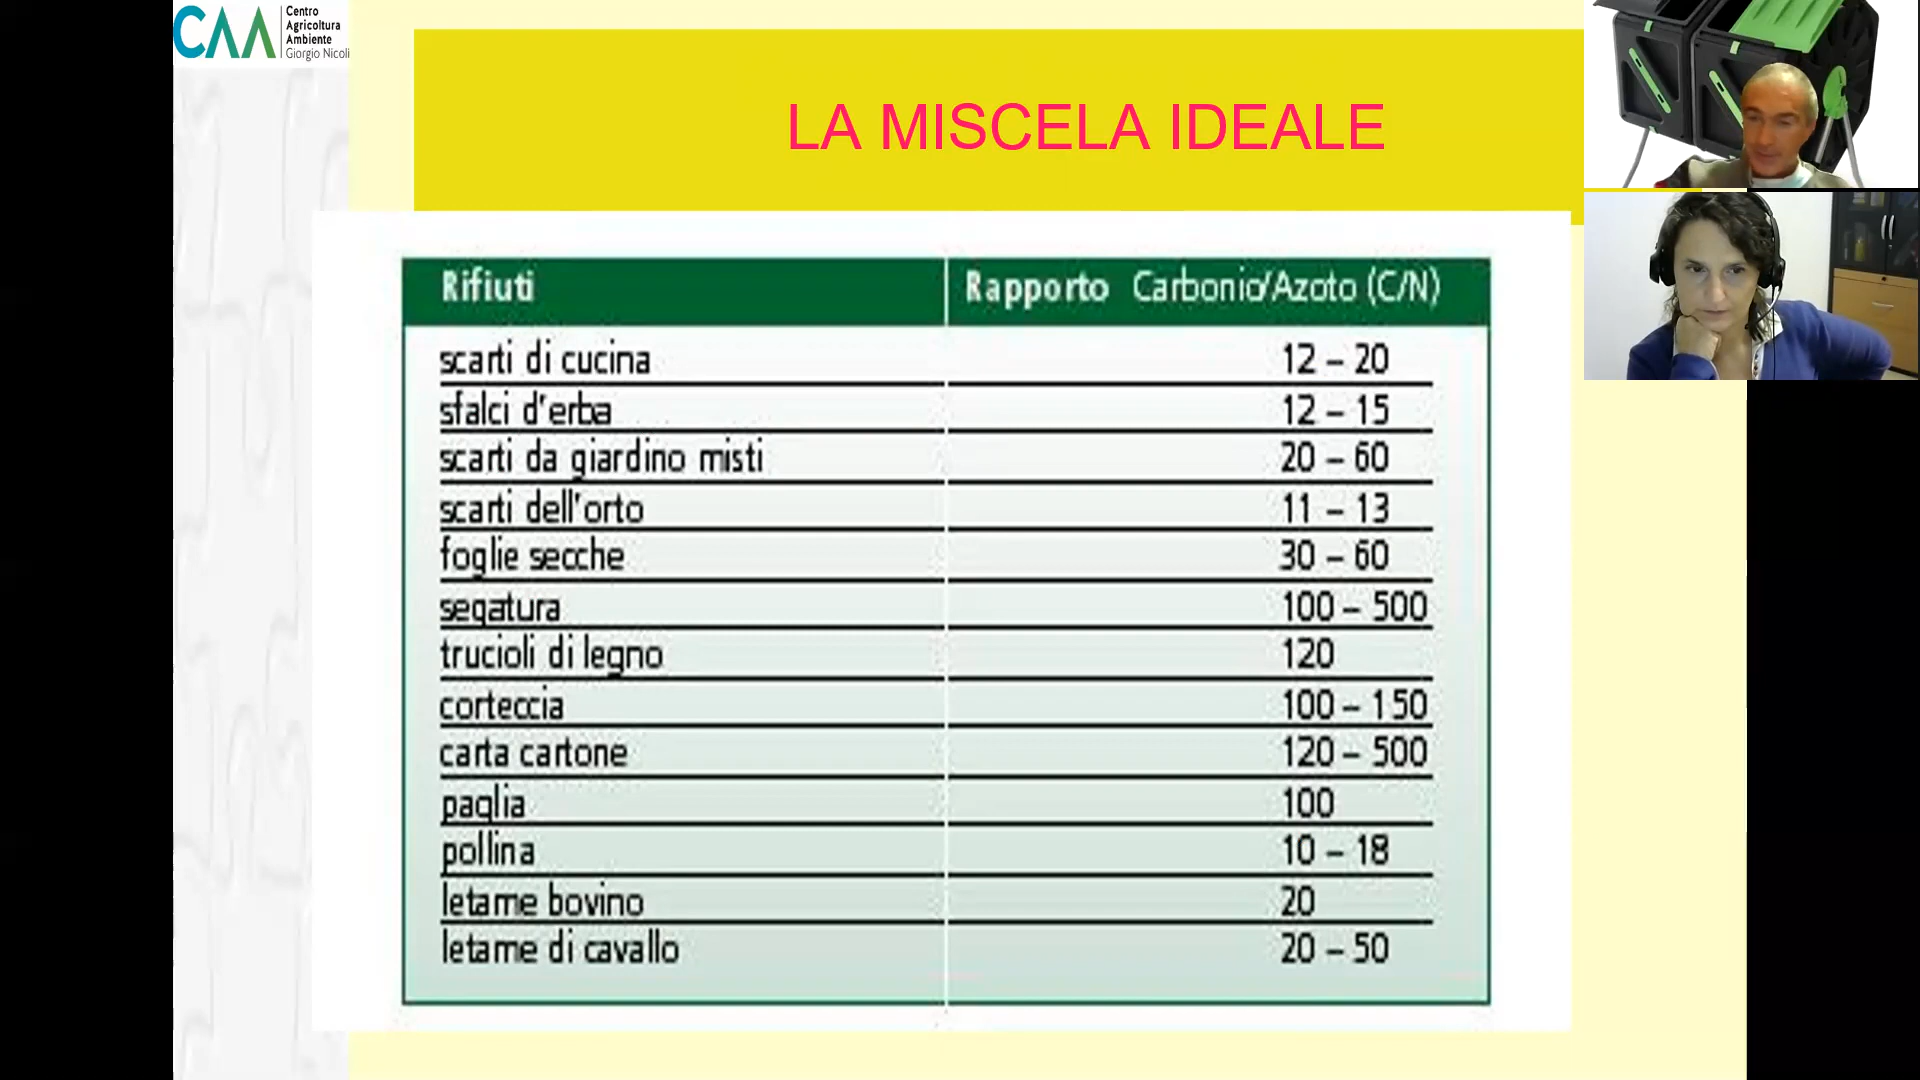 CAA
Centro
Agricoltura
Ambiente
Giorgio Nicoli
LA MISCELA IDEALE
Rifiuti Rapporto Carbonio/Azoto (C/N)
scarti di cucina 12 – 20
sfalci d'erba 12 – 15
scarti da giardino misti 20 – 60
scarti dell'orto 11 – 13
foglie secche 30 – 60
segatura 100 – 500
trucioli di legno 120
corteccia 100 – 150
carta cartone 120 – 500
paglia 100
pollina 10 – 18
letame bovino 20
letame di cavallo 20 – 50